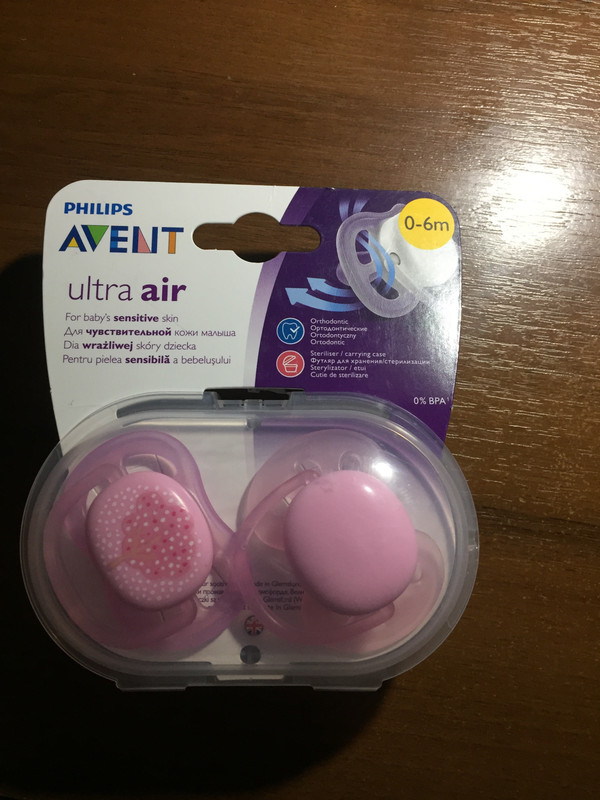 PHILIPS
AVENT
0-6m
ultra air
For baby's sensitive skin
Для чувствительной кожи малыша
Dla wrażliwej skóry dziecka
Pentru pielea sensibilă a bebelușului
Orthodontic
Ортодонтические
Ortodontyczny
Ortodontic
Steriliser / carrying case
Футляр для хранения/стерилизации
Sterylizator / etui
Cutie de sterilizare
0% BPA